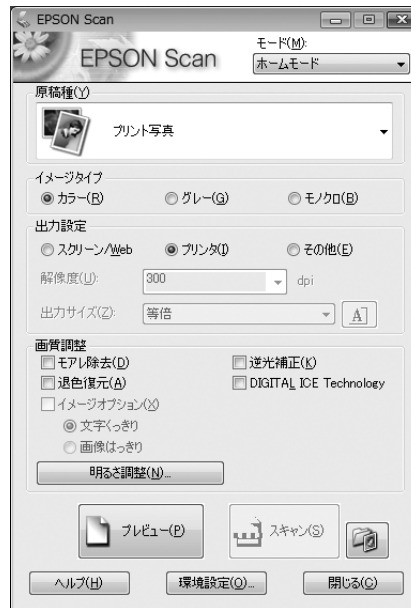 EPSON Scan
EPSON Scan
モード(M):
ホームモード
原稿種(Y)
プリント写真
イメージタイプ
カラー(R) グレー(G) モノクロ(B)
出力設定
スクリーン/Web プリンタ(I) その他(E)
解像度(U): 300 dpi
出力サイズ(Z): 等倍 A
画質調整
モアレ除去(D) 逆光補正(K)
退色復元(A) DIGITAL ICE Technology
イメージオプション(X)
文字くっきり
画像はっきり
明るさ調整(N)...
プレビュー(P) スキャン(S)
ヘルプ(H) 環境設定(O)... 閉じる(C)